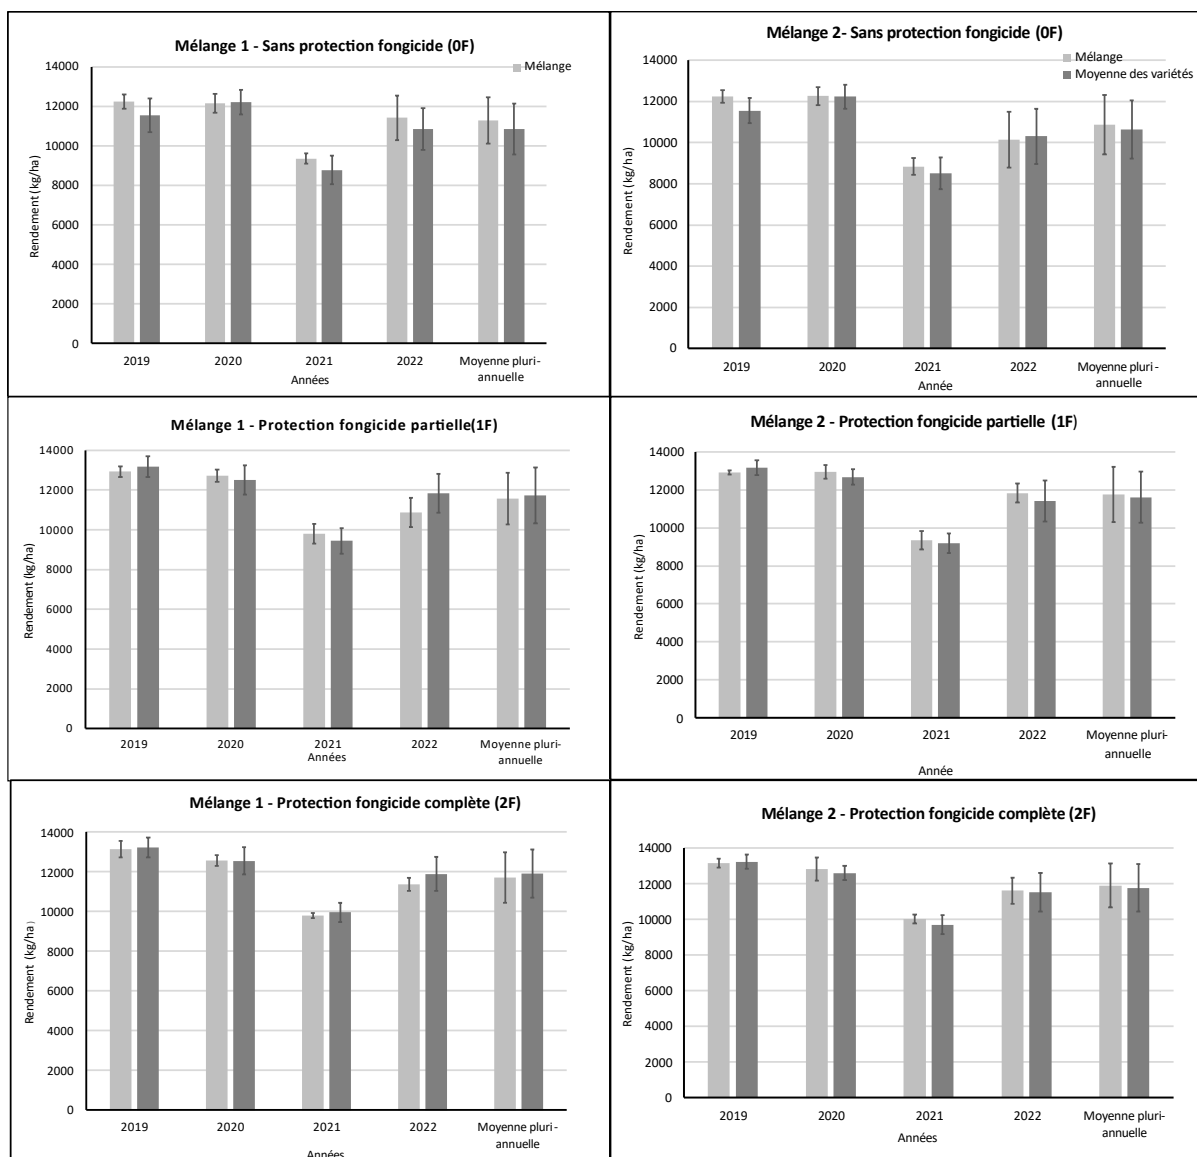 Mélange 1 - Sans protection fongicide (0F)
Mélange
14000
12000
10000
8000
6000
4000
2000
0
Rendement (kg/ha)
2019
2020
2021
2022
Moyenne pluri-
annuelle
Années
Mélange 2- Sans protection fongicide (0F)
Mélange
Moyenne des variétés
14000
12000
10000
8000
6000
4000
2000
0
Rendement (kg/ha)
2019
2020
2021
2022
Moyenne pluri-
annuelle
Année
Mélange 1 - Protection fongicide partielle(1F)
14000
12000
10000
8000
6000
4000
2000
0
Rendement (kg/ha)
2019
2020
2021
2022
Moyenne pluri-
annuelle
Années
Mélange 2 - Protection fongicide partielle (1F)
14000
12000
10000
8000
6000
4000
2000
0
Rendement (kg/ha)
2019
2020
2021
2022
Moyenne pluri-
annuelle
Année
Mélange 1 - Protection fongicide complète (2F)
14000
12000
10000
8000
6000
4000
2000
0
Rendement (kg/ha)
2019
2020
2021
2022
Moyenne pluri-
annuelle
Années
Mélange 2 - Protection fongicide complète (2F)
14000
12000
10000
8000
6000
4000
2000
0
Rendement (kg/ha)
2019
2020
2021
2022
Moyenne pluri-
annuelle
Années